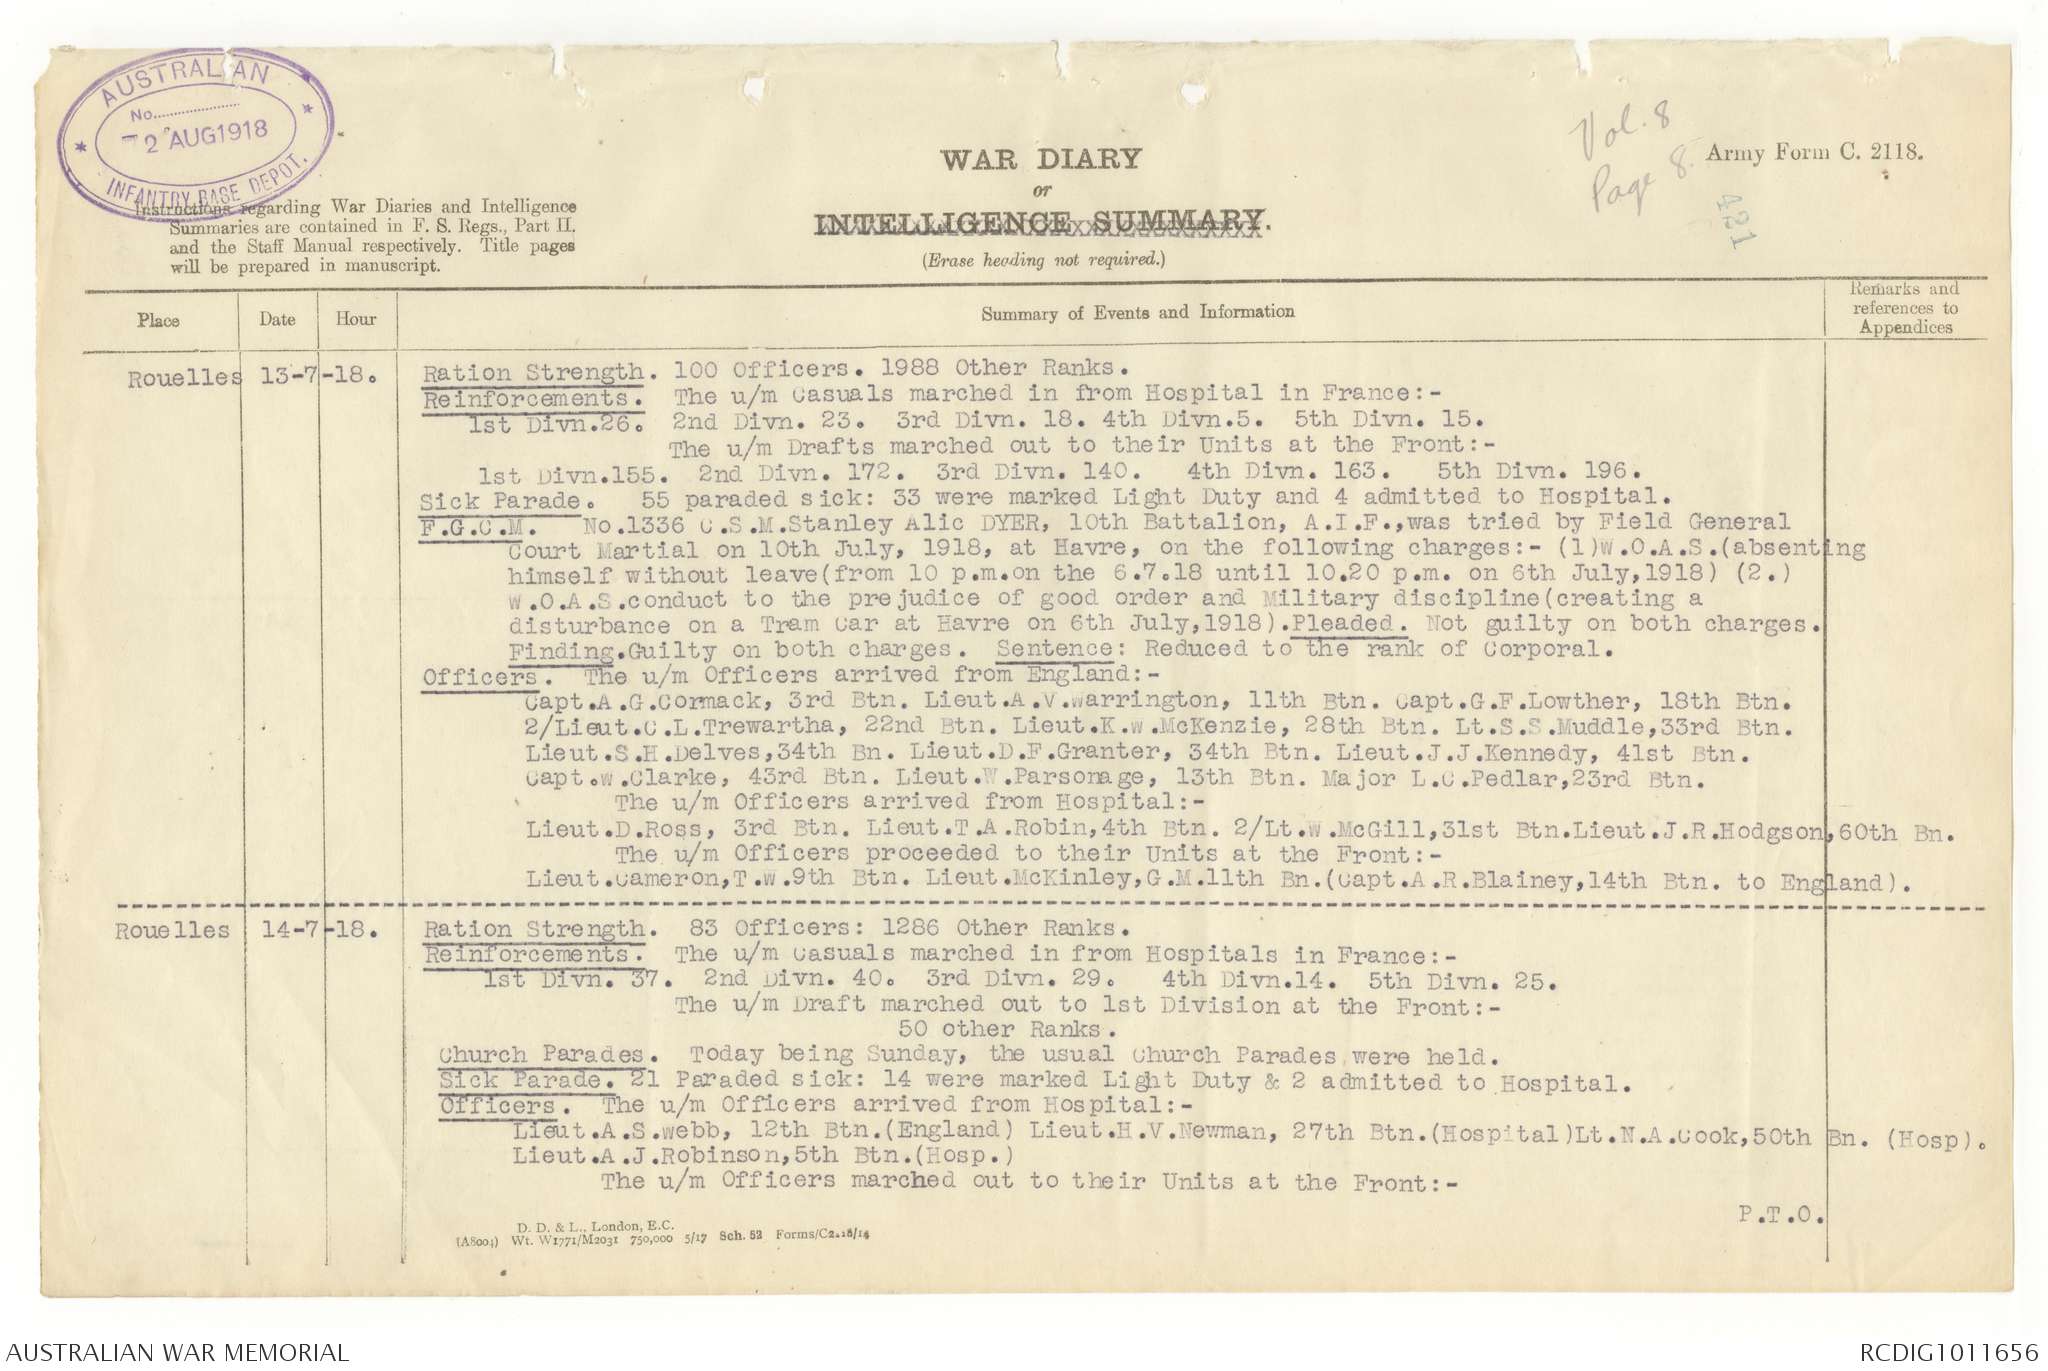 AUSTRALIAN
No.
2 AUG 1918
INFANTRY BASE DEPOT.
Vol. 8
Page 8.
421
Army Form C. 2118.
WAR DIARY
or
INTELLIGENCE SUMMARY.
(Erase heading not required.)
Instructions regarding War Diaries and Intelligence
Summaries are contained in F. S. Regs., Part II.
and the Staff Manual respectively. Title pages
will be prepared in manuscript.
Place Date Hour Summary of Events and Information Remarks and references to Appendices
Rouelles 13-7-18. Ration Strength. 100 Officers. 1988 Other Ranks.
Reinforcements. The u/m Casuals marched in from Hospital in France:-
1st Divn.26. 2nd Divn. 23. 3rd Divn. 18. 4th Divn.5. 5th Divn. 15.
The u/m Drafts marched out to their Units at the Front:-
1st Divn.155. 2nd Divn. 172. 3rd Divn. 140. 4th Divn. 163. 5th Divn. 196.
Sick Parade. 55 paraded sick: 33 were marked Light Duty and 4 admitted to Hospital.
F.G.C.M. No.1336 C.S.M.Stanley Alic DYER, 10th Battalion, A.I.F.,was tried by Field General
Court Martial on 10th July, 1918, at Havre, on the following charges:- (1)W.O.A.S.(absenting
himself without leave(from 10 p.m.on the 6.7.18 until 10.20 p.m. on 6th July,1918) (2.)
W.O.A.S.conduct to the prejudice of good order and Military discipline(creating a
disturbance on a Tram Car at Havre on 6th July,1918).Pleaded. Not guilty on both charges.
Finding.Guilty on both charges. Sentence: Reduced to the rank of Corporal.
Officers. The u/m Officers arrived from England:-
Capt.A.G.Cormack, 3rd Btn. Lieut.A.V.Warrington, 11th Btn. Capt.G.F.Lowther, 18th Btn.
2/Lieut.C.L.Trewartha, 22nd Btn. Lieut.K.W.McKenzie, 28th Btn. Lt.S.S.Muddle,33rd Btn.
Lieut.S.H.Delves,34th Bn. Lieut.D.F.Granter, 34th Btn. Lieut.J.J.Kennedy, 41st Btn.
Capt.W.Clarke, 43rd Btn. Lieut.W.Parsonage, 13th Btn. Major L.C.Pedlar,23rd Btn.
The u/m Officers arrived from Hospital:-
Lieut.D.Ross, 3rd Btn. Lieut.T.A.Robin,4th Btn. 2/Lt.W.McGill,31st Btn.Lieut.J.R.Hodgson,60th Bn.
The u/m Officers proceeded to their Units at the Front:-
Lieut.Cameron,T.W.9th Btn. Lieut.McKinley,G.M.11th Bn.(Capt.A.R.Blainey,14th Btn. to England).
Rouelles 14-7-18. Ration Strength. 83 Officers: 1286 Other Ranks.
Reinforcements. The u/m Casuals marched in from Hospitals in France:-
1st Divn. 37. 2nd Divn. 40. 3rd Divn. 29. 4th Divn.14. 5th Divn. 25.
The u/m Draft marched out to 1st Division at the Front:-
50 other Ranks.
Church Parades. Today being Sunday, the usual Church Parades were held.
Sick Parade. 21 Paraded sick: 14 were marked Light Duty & 2 admitted to Hospital.
Officers. The u/m Officers arrived from Hospital:-
Lieut.A.S.Webb, 12th Btn.(England) Lieut.H.V.Newman, 27th Btn.(Hospital)Lt.N.A.Cook,50th Bn. (Hosp).
Lieut.A.J.Robinson,5th Btn.(Hosp.)
The u/m Officers marched out to their Units at the Front:-
P.T.O.
D. D. & L., London, E.C.
(A8004) Wt. W1771/M2031 750,000 5/17 Sch. 52 Forms/C2118/14
AUSTRALIAN WAR MEMORIAL
RCDIG1011656